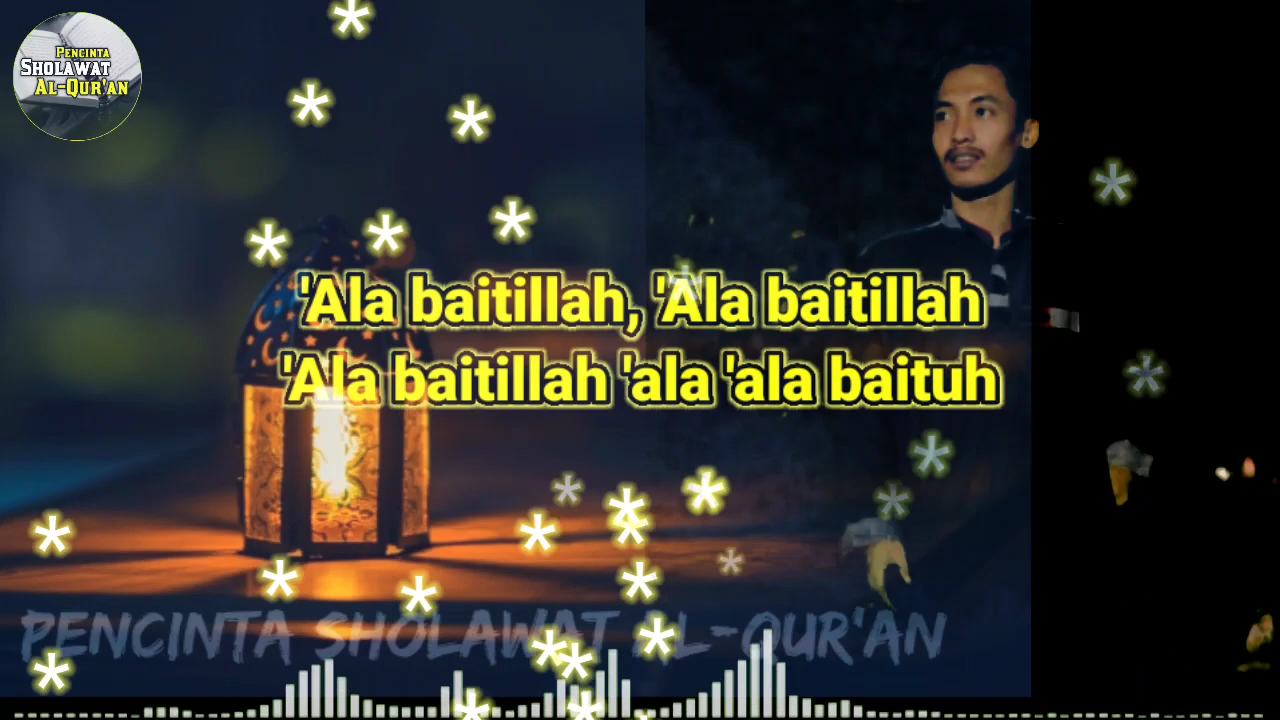 Pencinta
Sholawat
Al-Qur'an
'Ala baitillah, 'Ala baitillah
'Ala baitillah 'ala 'ala baituh
PENCINTA SHOLAWAT AL-QUR'AN